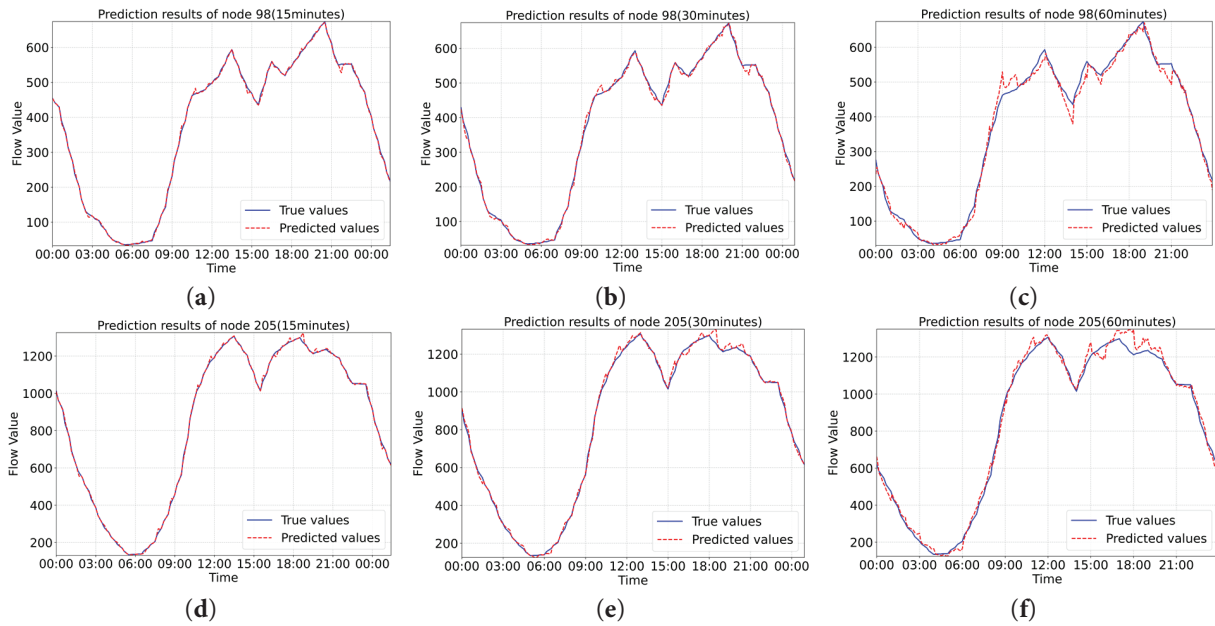 Prediction results of node 98(15minutes)
Flow Value
600
500
400
300
200
100
True values
Predicted values
00:00 03:00 06:00 09:00 12:00 15:00 18:00 21:00 00:00
Time
(a)
Prediction results of node 98(30minutes)
Flow Value
600
500
400
300
200
100
True values
Predicted values
00:00 03:00 06:00 09:00 12:00 15:00 18:00 21:00 00:00
Time
(b)
Prediction results of node 98(60minutes)
Flow Value
600
500
400
300
200
100
True values
Predicted values
00:00 03:00 06:00 09:00 12:00 15:00 18:00 21:00
Time
(c)
Prediction results of node 205(15minutes)
Flow Value
1200
1000
800
600
400
200
True values
Predicted values
00:00 03:00 06:00 09:00 12:00 15:00 18:00 21:00 00:00
Time
(d)
Prediction results of node 205(30minutes)
Flow Value
1200
1000
800
600
400
200
True values
Predicted values
00:00 03:00 06:00 09:00 12:00 15:00 18:00 21:00 00:00
Time
(e)
Prediction results of node 205(60minutes)
Flow Value
1200
1000
800
600
400
200
True values
Predicted values
00:00 03:00 06:00 09:00 12:00 15:00 18:00 21:00
Time
(f)